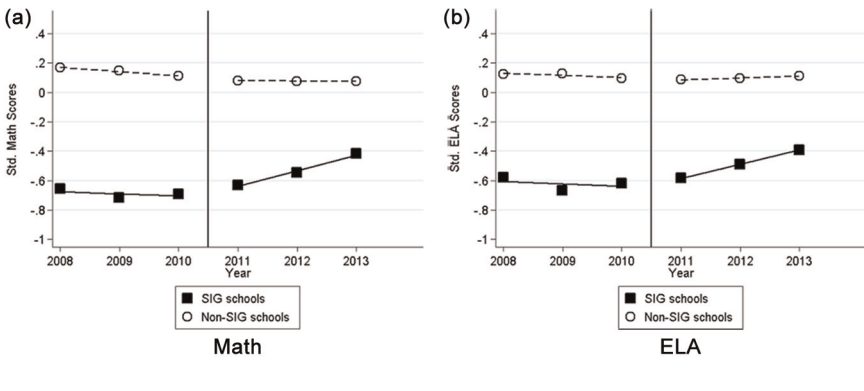 (a)
Std. Math Scores
.4
.2
0
-.2
-.4
-.6
-.8
-1
2008 2009 2010 2011 2012 2013
Year
SIG schools
Non-SIG schools
Math
(b)
Std. ELA Scores
.4
.2
0
-.2
-.4
-.6
-.8
-1
2008 2009 2010 2011 2012 2013
Year
SIG schools
Non-SIG schools
ELA